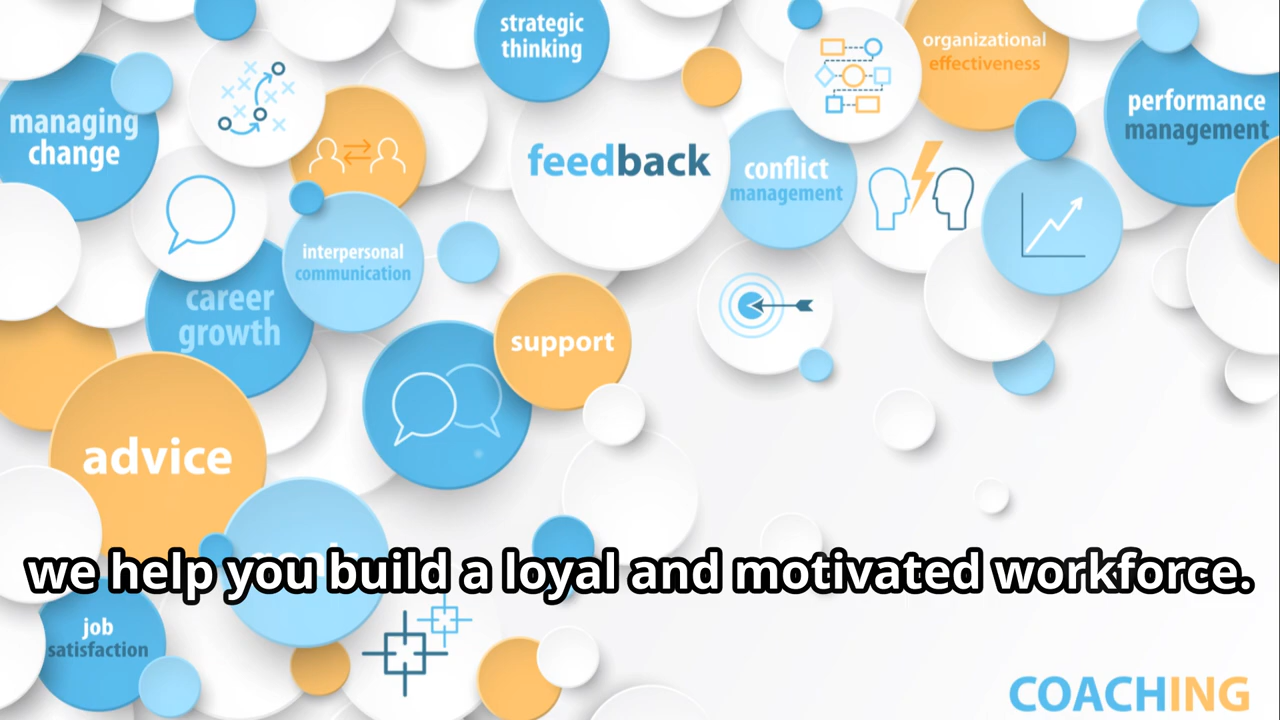 strategic
thinking
organizational
effectiveness
managing
change
performance
management
feedback
conflict
management
interpersonal
communication
career
growth
support
advice
we help you build a loyal and motivated workforce.
job
satisfaction
COACHING